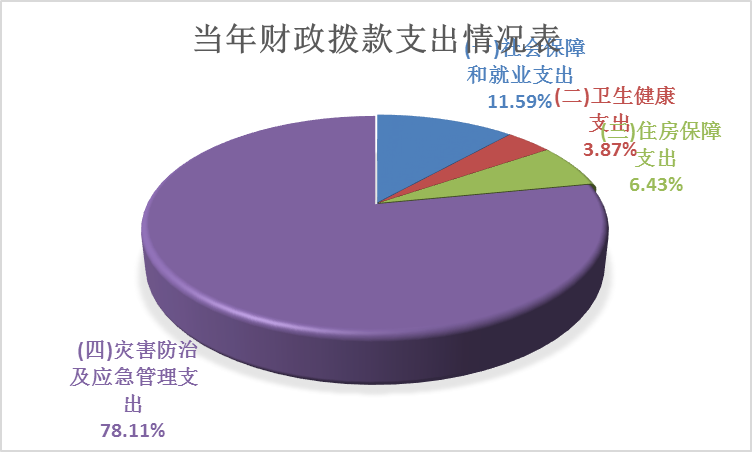 当年财政拨款支出情况表
(一)社会保障
和就业支出
11.59%
(二)卫生健康
支出
3.87%
(三)住房保障
支出
6.43%
(四)灾害防治
及应急管理支
出
78.11%